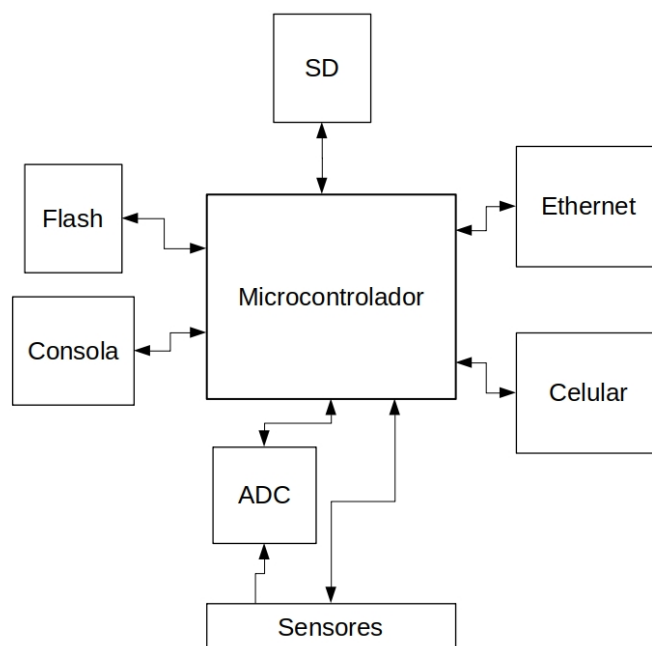 SD
Flash
Ethernet
Microcontrolador
Consola
Celular
ADC
Sensores